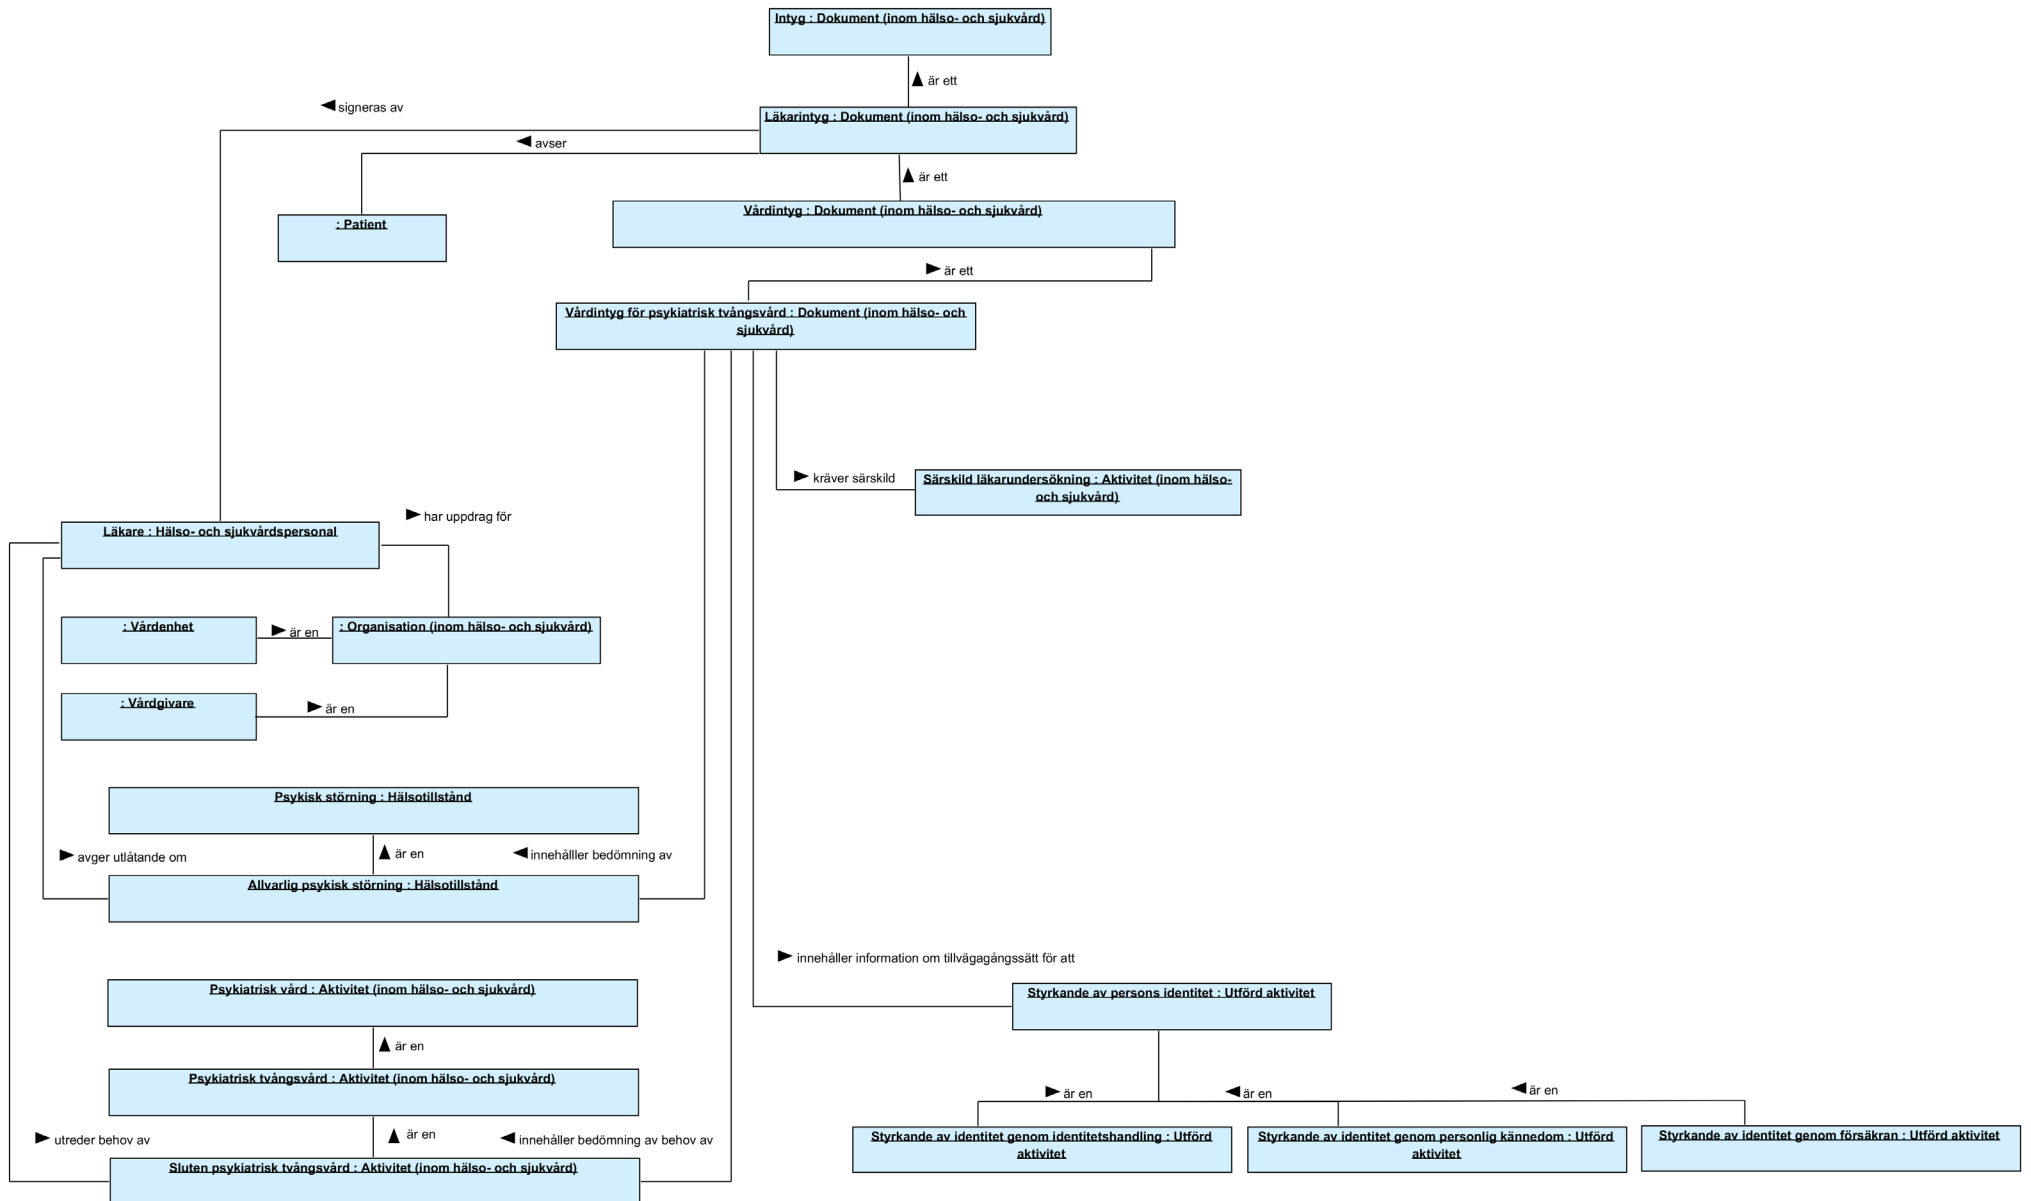 Intyg : Dokument (inom hälso- och sjukvård)
är ett
signeras av
Läkarintyg : Dokument (inom hälso- och sjukvård)
avser
är ett
Vårdintyg : Dokument (inom hälso- och sjukvård)
: Patient
är ett
Vårdintyg för psykiatrisk tvångsvård : Dokument (inom hälso- och
sjukvård)
kräver särskild
Särskild läkarundersökning : Aktivitet (inom hälso-
och sjukvård)
har uppdrag för
Läkare : Hälso- och sjukvårdspersonal
: Vårdenhet
är en
: Organisation (inom hälso- och sjukvård)
: Vårdgivare
är en
Psykisk störning : Hälsotillstånd
avger utlåtande om
är en
innehålller bedömning av
Allvarlig psykisk störning : Hälsotillstånd
innehåller information om tillvägagångssätt för att
Psykiatrisk vård : Aktivitet (inom hälso- och sjukvård)
Styrkande av persons identitet : Utförd aktivitet
är en
Psykiatrisk tvångsvård : Aktivitet (inom hälso- och sjukvård)
är en
är en
är en
utreder behov av
är en
innehåller bedömning av behov av
Styrkande av identitet genom identitetshandling : Utförd
aktivitet
Styrkande av identitet genom personlig kännedom : Utförd
aktivitet
Styrkande av identitet genom försäkran : Utförd aktivitet
Sluten psykiatrisk tvångsvård : Aktivitet (inom hälso- och sjukvård)